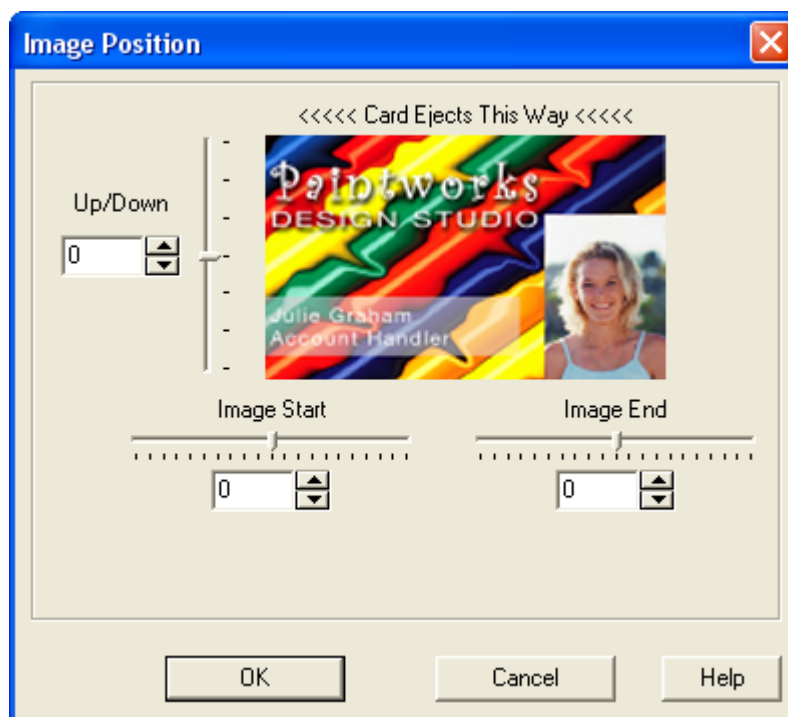 Image Position
<<<<< Card Ejects This Way <<<<<
Paintworks
DESIGN STUDIO
Up/Down
0
Julie Graham
Account Handler
Image Start
Image End
0
0
OK
Cancel
Help